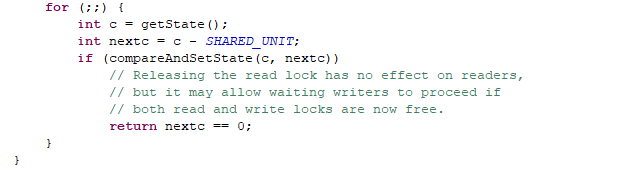 for (;;) {
int c = getState();
int nextc = c - SHARED_UNIT;
if (compareAndSetState(c, nextc))
// Releasing the read lock has no effect on readers,
// but it may allow waiting writers to proceed if
// both read and write locks are now free.
return nextc == 0;
}
}